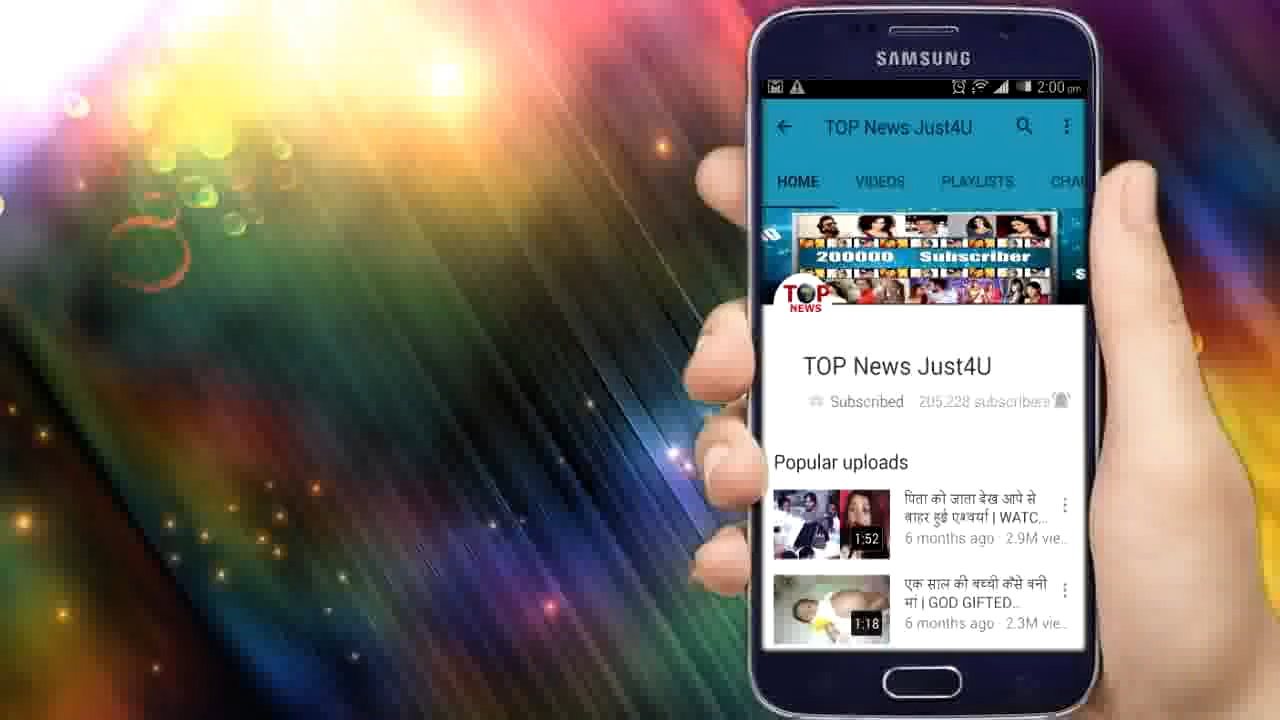 SAMSUNG
2:00 pm
TOP News Just4U
HOME VIDEOS PLAYLISTS CHA
200000 Subscriber
TOP
NEWS
TOP News Just4U
Subscribed 205,228 subscribers
Popular uploads
पिता को जाता देख आपे से
बाहर हुई एश्वर्या | WATC...
6 months ago · 2.9M vie..
1:52
एक साल की बच्ची कैसे बनी
मां | GOD GIFTED...
6 months ago · 2.3M vie..
1:18